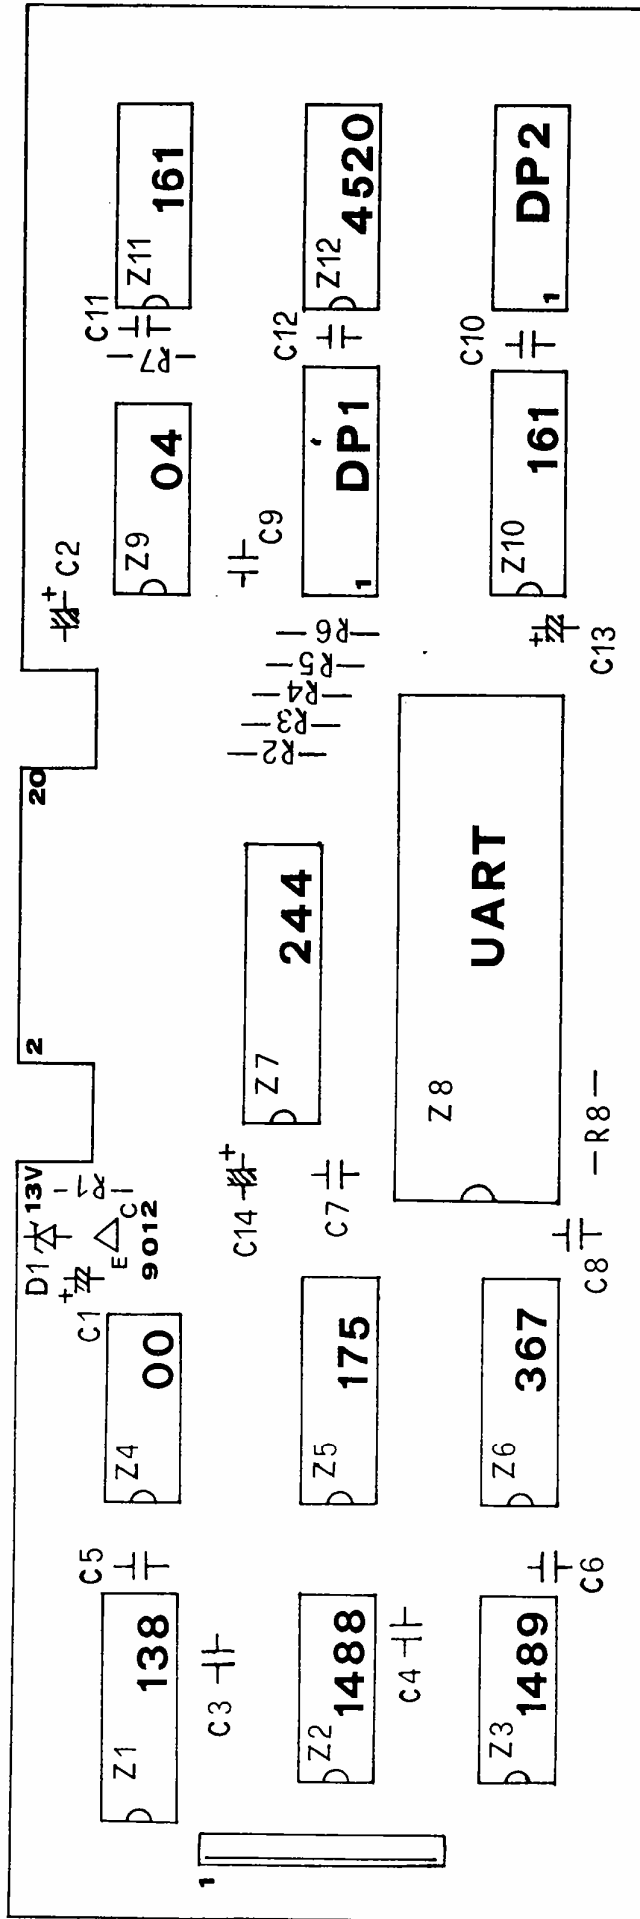 C11
Z11
161
R7
C12
Z12
4520
C10
DP2
1
C2
+
Z9
04
C9
DP1
1
Z10
161
R6
R5
R4
R3
R2
+
C13
20
2
Z7
244
Z8
UART
R8
D1
13V
R1
E
C
9012
+
C1
C14
+
C7
C8
Z4
00
Z5
175
Z6
367
C5
C6
Z1
138
C3
Z2
1488
C4
Z3
1489
1